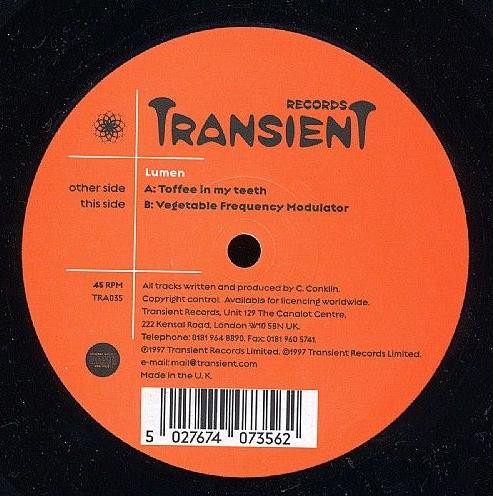 RECORDS
TRANSIENT
Lumen
other side A: Toffee in my teeth
this side B: Vegetable Frequency Modulator
45 RPM
TRA035
All tracks written and produced by C. Conklin.
Copyright control. Available for licencing worldwide.
Transient Records, Unit 129 The Canalot Centre,
222 Kensal Road, London W10 5BN UK.
Telephone: 0181 964 8890. Fax: 0181 960 5741.
℗1997 Transient Records Limited. ©1997 Transient Records Limited.
e-mail: mail@transient.com
Made in the U. K.
5 027674 073562